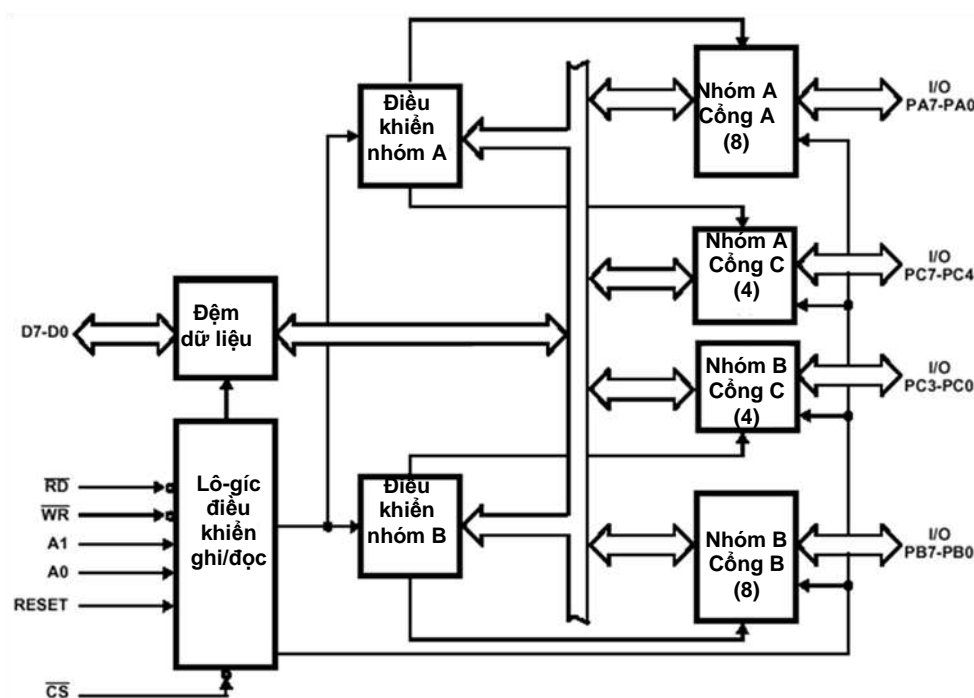 Điều
khiển
nhóm A
Nhóm A
Cổng A
(8)
I/O
PA7-PA0
Nhóm A
Cổng C
(4)
I/O
PC7-PC4
D7-D0
Đệm
dữ liệu
Nhóm B
Cổng C
(4)
I/O
PC3-PC0
RD
WR
A1
A0
RESET
CS
Lô-gíc
điều
khiển
ghi/đọc
Điều
khiển
nhóm B
Nhóm B
Cổng B
(8)
I/O
PB7-PB0